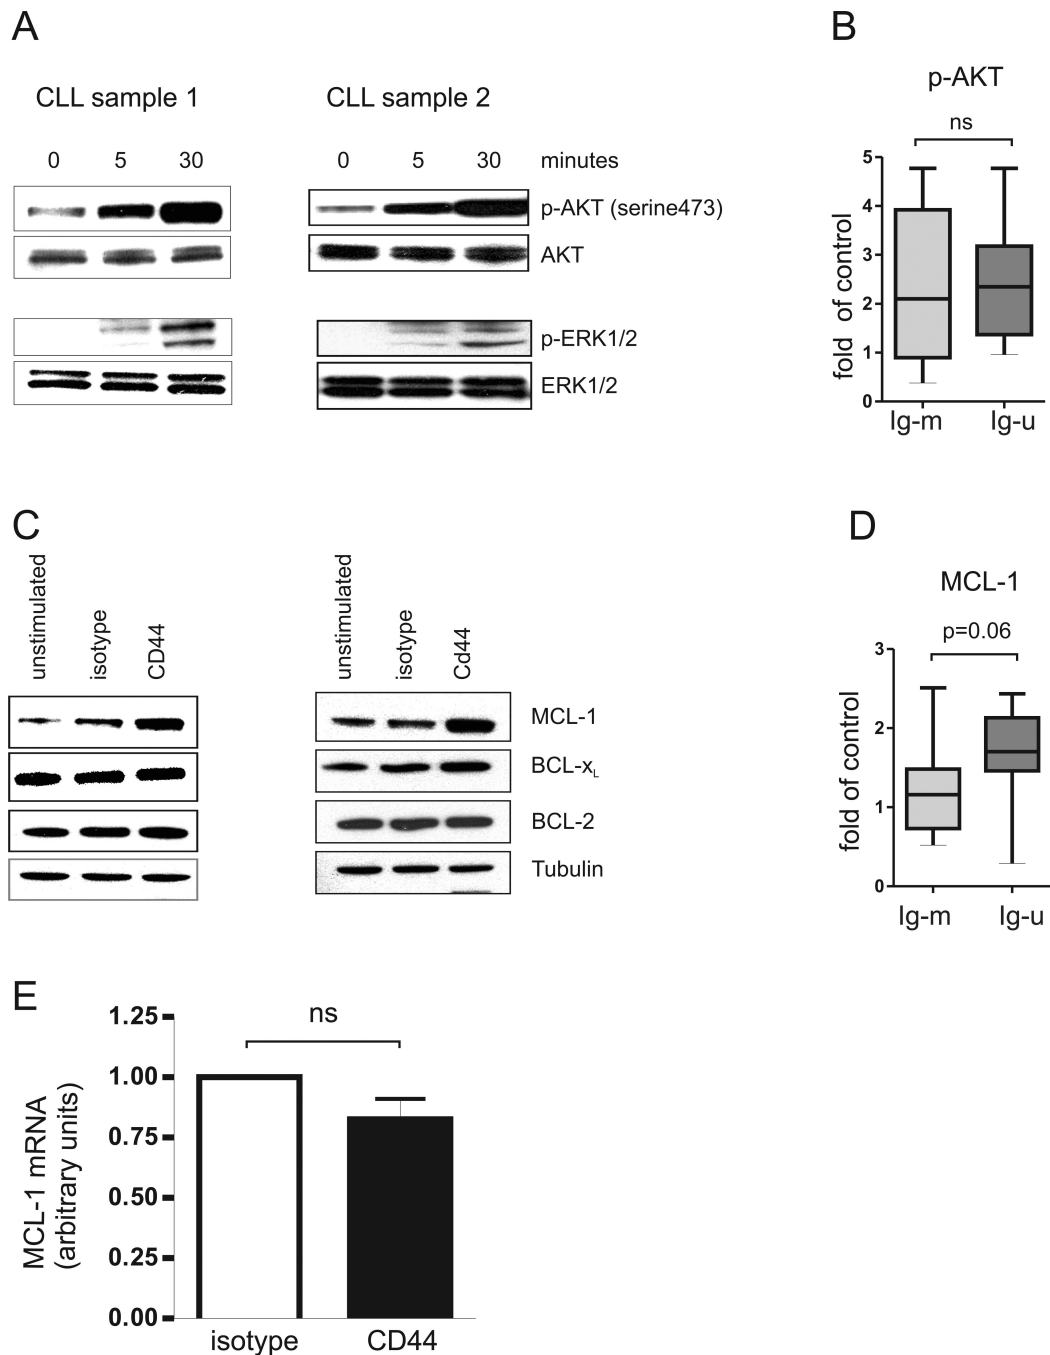 A
CLL sample 1
CLL sample 2
0 5 30
0 5 30 minutes
p-AKT (serine473)
AKT
p-ERK1/2
ERK1/2
B
p-AKT
ns
fold of control
5
4
3
2
1
0
Ig-m Ig-u
C
unstimulated
isotype
CD44
unstimulated
isotype
Cd44
MCL-1
BCL-xL
BCL-2
Tubulin
D
MCL-1
p=0.06
fold of control
3
2
1
0
Ig-m Ig-u
E
ns
MCL-1 mRNA
(arbitrary units)
1.25
1.00
0.75
0.50
0.25
0.00
isotype CD44